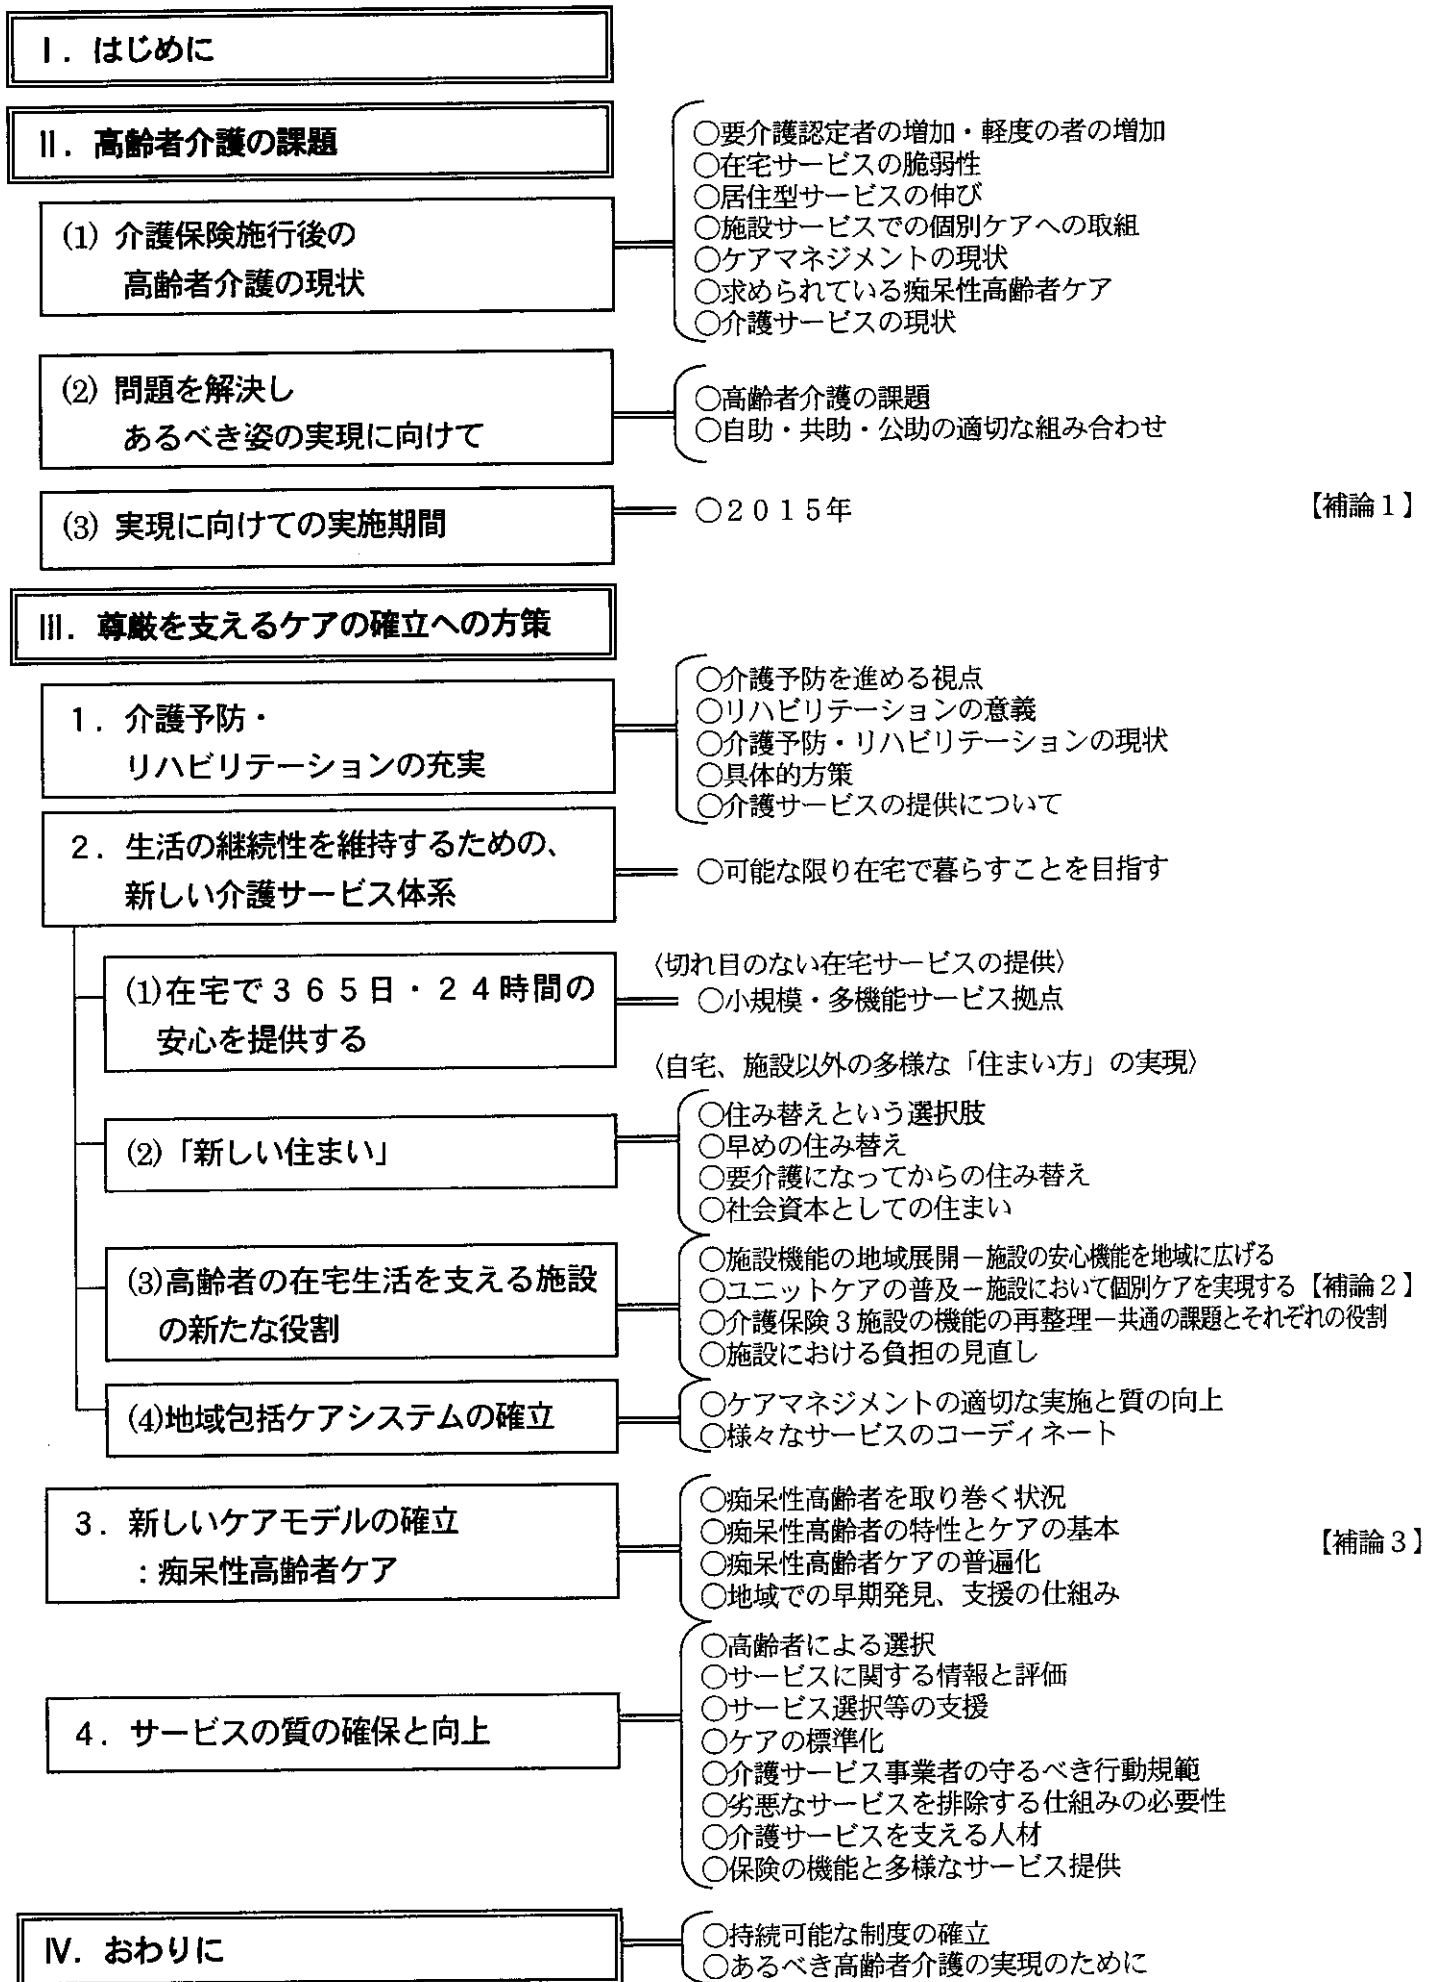 Ⅰ．はじめに
Ⅱ．高齢者介護の課題
(1) 介護保険施行後の
高齢者介護の現状
○要介護認定者の増加・軽度の者の増加
○在宅サービスの脆弱性
○居住型サービスの伸び
○施設サービスでの個別ケアへの取組
○ケアマネジメントの現状
○求められている痴呆性高齢者ケア
○介護サービスの現状
(2) 問題を解決し
あるべき姿の実現に向けて
○高齢者介護の課題
○自助・共助・公助の適切な組み合わせ
(3) 実現に向けての実施期間
○２０１５年 【補論１】
Ⅲ．尊厳を支えるケアの確立への方策
１．介護予防・
リハビリテーションの充実
○介護予防を進める視点
○リハビリテーションの意義
○介護予防・リハビリテーションの現状
○具体的方策
○介護サービスの提供について
２．生活の継続性を維持するための、
新しい介護サービス体系
○可能な限り在宅で暮らすことを目指す
(1)在宅で３６５日・２４時間の
安心を提供する
〈切れ目のない在宅サービスの提供〉
○小規模・多機能サービス拠点
〈自宅、施設以外の多様な「住まい方」の実現〉
(2)「新しい住まい」
○住み替えという選択肢
○早めの住み替え
○要介護になってからの住み替え
○社会資本としての住まい
(3)高齢者の在宅生活を支える施設
の新たな役割
○施設機能の地域展開－施設の安心機能を地域に広げる
○ユニットケアの普及－施設において個別ケアを実現する【補論２】
○介護保険３施設の機能の再整理－共通の課題とそれぞれの役割
○施設における負担の見直し
(4)地域包括ケアシステムの確立
○ケアマネジメントの適切な実施と質の向上
○様々なサービスのコーディネート
３．新しいケアモデルの確立
：痴呆性高齢者ケア
○痴呆性高齢者を取り巻く状況
○痴呆性高齢者の特性とケアの基本
○痴呆性高齢者ケアの普遍化
○地域での早期発見、支援の仕組み
【補論３】
４．サービスの質の確保と向上
○高齢者による選択
○サービスに関する情報と評価
○サービス選択等の支援
○ケアの標準化
○介護サービス事業者の守るべき行動規範
○劣悪なサービスを排除する仕組みの必要性
○介護サービスを支える人材
○保険の機能と多様なサービス提供
Ⅳ．おわりに
○持続可能な制度の確立
○あるべき高齢者介護の実現のために